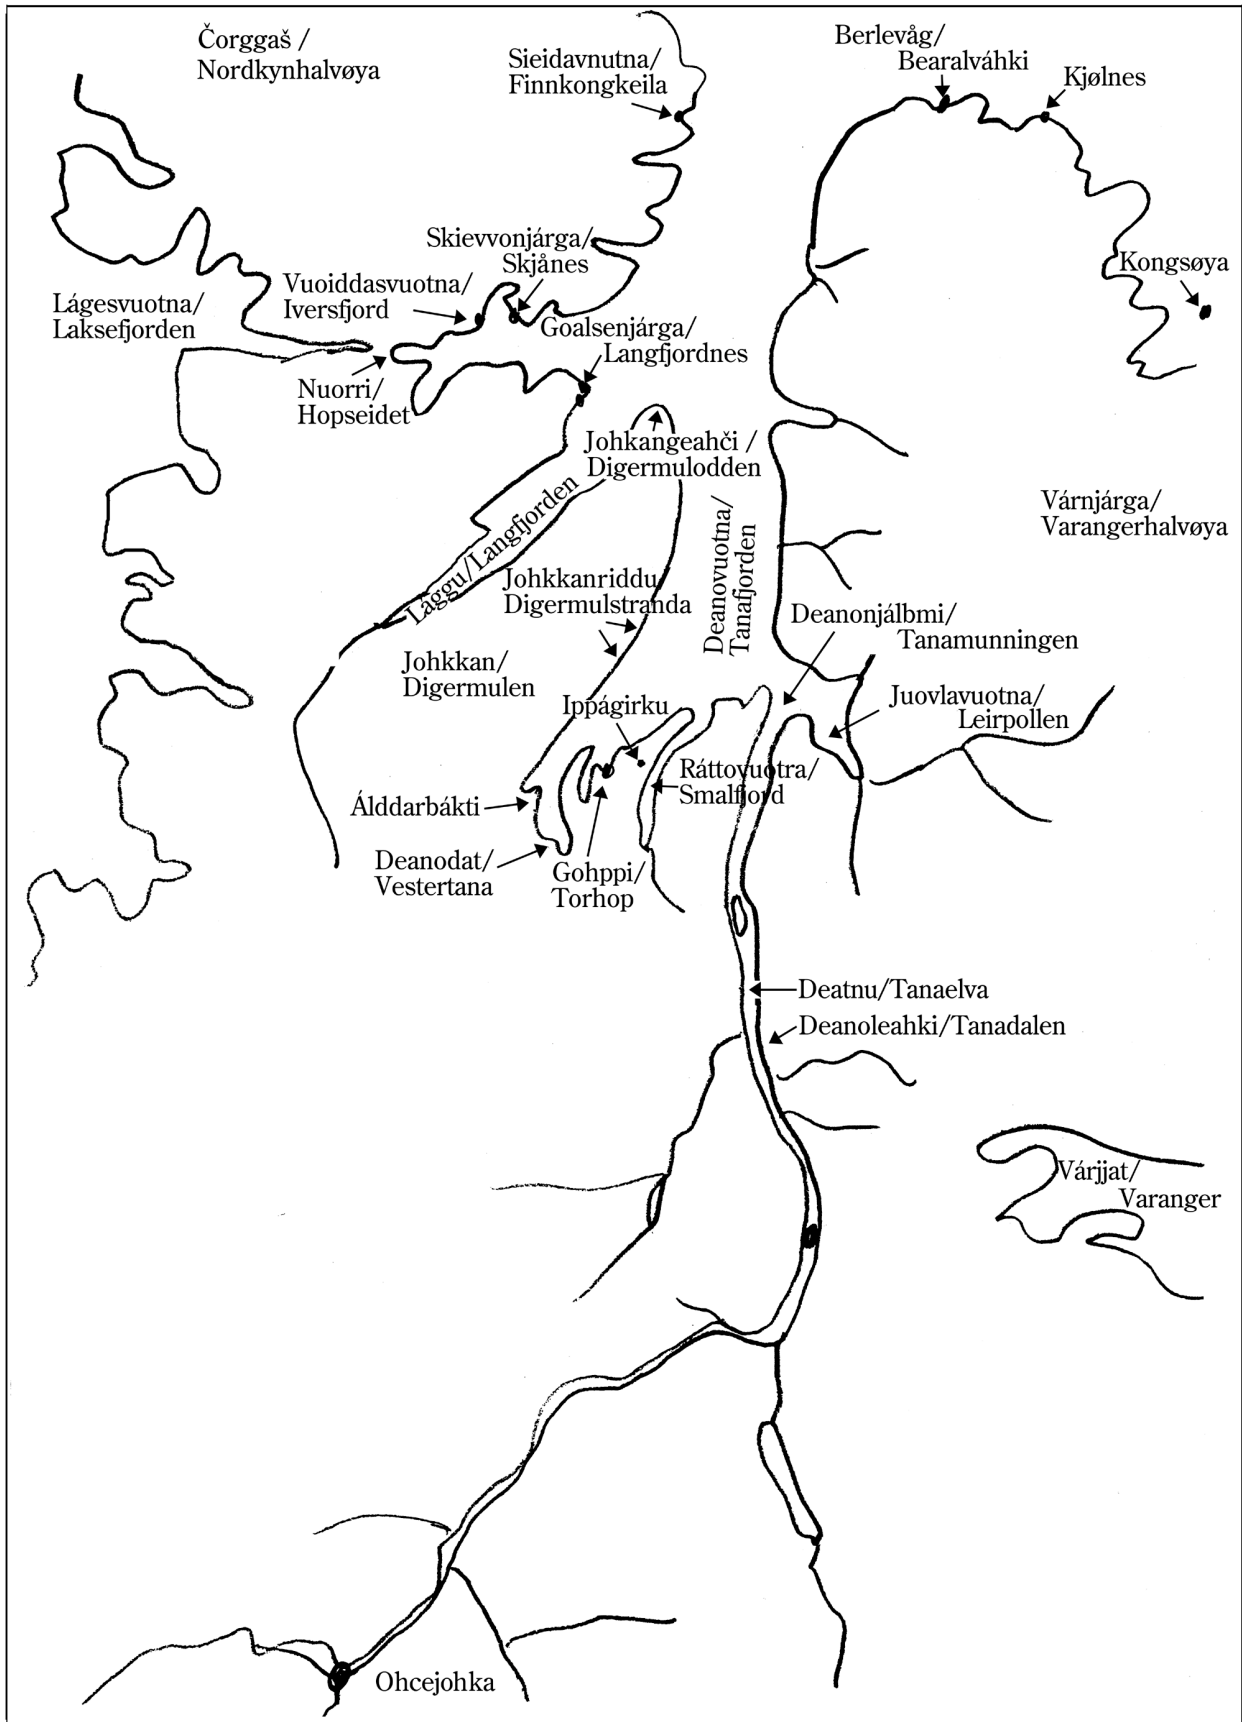 Čorggaš /
Nordkynhalvøya
Sieidavnutna/
Finnkongkeila
Berlevåg/
Bearalváhki
Kjølnes
Skievvonjárga/
Skjånes
Kongsøya
Vuoiddasvuotna/
Iversfjord
Lágesvuotna/
Laksefjorden
Goalsenjárga/
Langfjordnes
Nuorri/
Hopseidet
Johkangeahči /
Digermulodden
Lággu/Langfjorden
Várnjárga/
Varangerhalvøya
Deanovuotna/
Tanafjorden
Johkkanriddu/
Digermulstranda
Deanonjálbmi/
Tanamunningen
Johkkan/
Digermulen
Ippágirku
Juovlavuotna/
Leirpollen
Ráttovuotra/
Smalfjord
Álddarbákti
Deanodat/
Vestertana
Gohppi/
Torhop
Deatnu/Tanaelva
Deanoleahki/Tanadalen
Várjjat/
Varanger
Ohcejohka